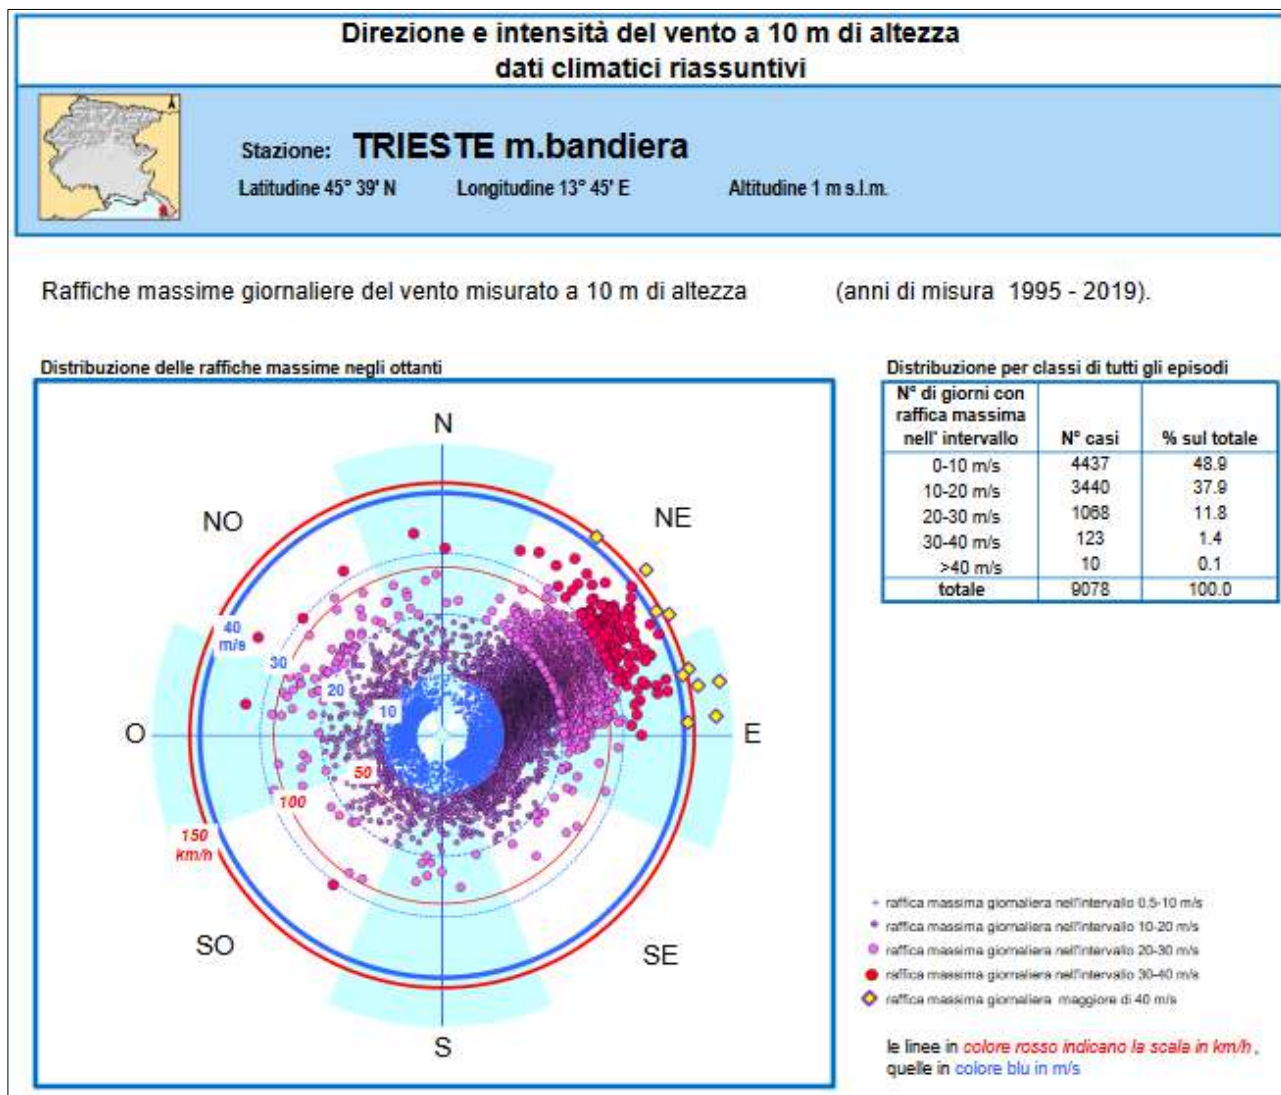 Direzione e intensità del vento a 10 m di altezza
dati climatici riassuntivi
Stazione: TRIESTE m.bandiera
Latitudine 45° 39' N Longitudine 13° 45' E Altitudine 1 m s.l.m.
Raffiche massime giornaliere del vento misurato a 10 m di altezza (anni di misura 1995 - 2019).
Distribuzione delle raffiche massime negli ottanti
N
NO
NE
40
m/s
30
20
10
O
E
50
100
150
km/h
SO
SE
S
Distribuzione per classi di tutti gli episodi
N° di giorni con
raffica massima
nell' intervallo N° casi % sul totale
0-10 m/s 4437 48.9
10-20 m/s 3440 37.9
20-30 m/s 1068 11.8
30-40 m/s 123 1.4
>40 m/s 10 0.1
totale 9078 100.0
raffica massima giornaliera nell'intervallo 0.5-10 m/s
raffica massima giornaliera nell'intervallo 10-20 m/s
raffica massima giornaliera nell'intervallo 20-30 m/s
raffica massima giornaliera nell'intervallo 30-40 m/s
raffica massima giornaliera maggiore di 40 m/s
le linee in colore rosso indicano la scala in km/h ,
quelle in colore blu in m/s